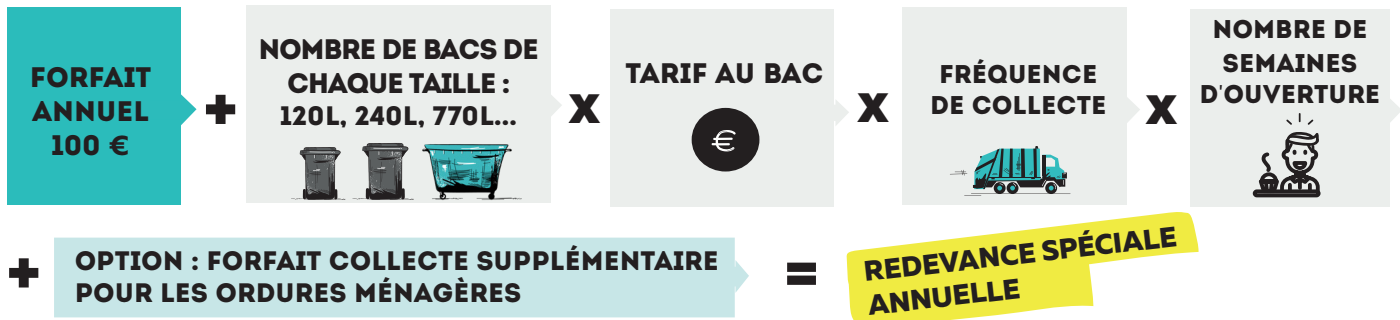 FORFAIT
ANNUEL
100 €
+
NOMBRE DE BACS DE
CHAQUE TAILLE :
120L, 240L, 770L...
X
TARIF AU BAC
€
X
FRÉQUENCE
DE COLLECTE
X
NOMBRE DE
SEMAINES
D'OUVERTURE
+
OPTION : FORFAIT COLLECTE SUPPLÉMENTAIRE
POUR LES ORDURES MÉNAGÈRES
=
REDEVANCE SPÉCIALE
ANNUELLE